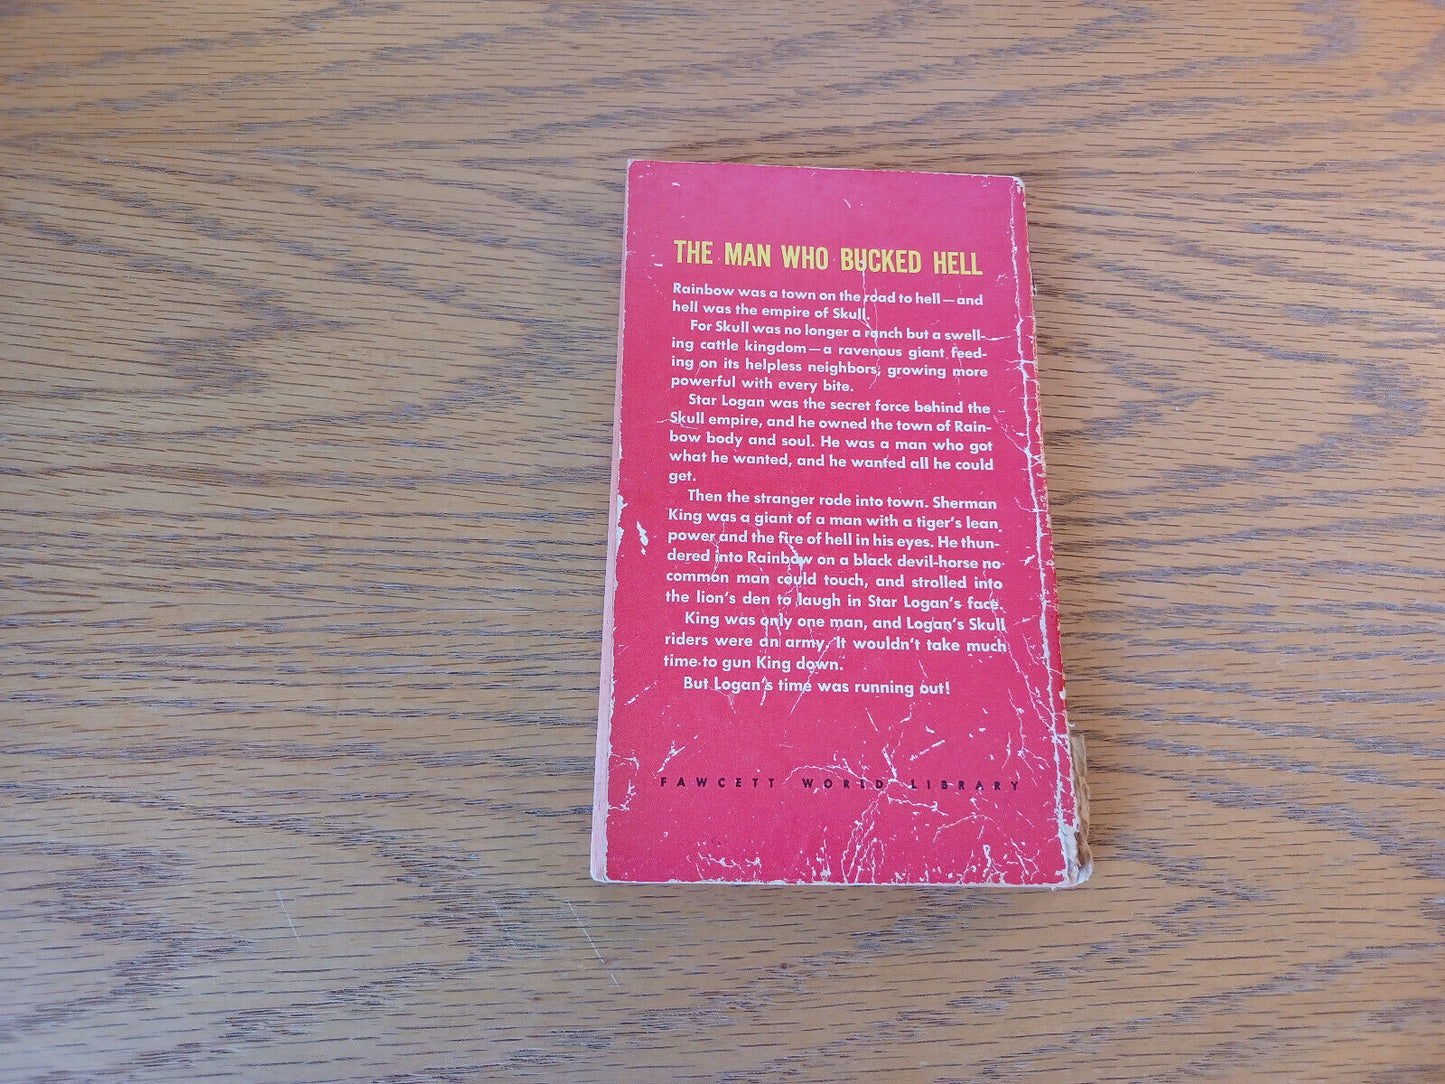 THE MAN WHO BUCKED HELL
Rainbow was a town on the road to hell—and
hell was the empire of Skull.
For Skull was no longer a ranch but a swell-
ing cattle kingdom—a ravenous giant feed-
ing on its helpless neighbors, growing more
powerful with every bite.
Star Logan was the secret force behind the
Skull empire, and he owned the town of Rain-
bow body and soul. He was a man who got
what he wanted, and he wanted all he could
get.
Then the stranger rode into town. Sherman
King was a giant of a man with a tiger's lean
power and the fire of hell in his eyes. He thun-
dered into Rainbow on a black devil-horse no
common man could touch, and strolled into
the lion's den to laugh in Star Logan's face.
King was only one man, and Logan's Skull
riders were an army. It wouldn't take much
time to gun King down.
But Logan's time was running out!
FAWCETT WORLD LIBRARY